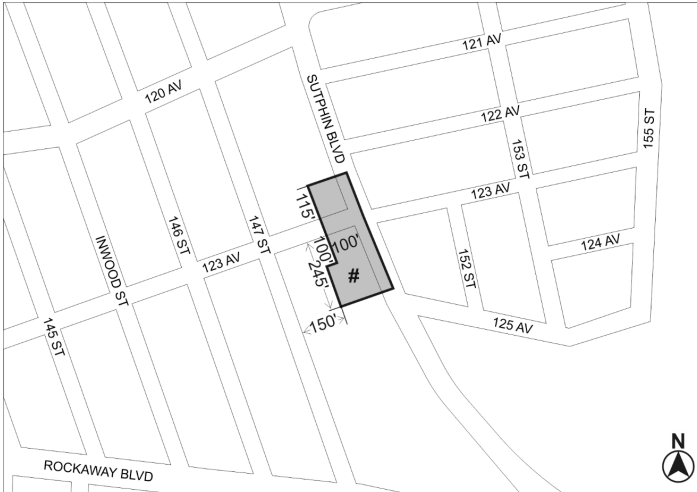 121 AV
120 AV
SUTPHIN BLVD
122 AV
155 ST
153 ST
123 AV
115'
146 ST
147 ST
100'
100'
INWOOD ST
123 AV
245'
#
152 ST
124 AV
150'
125 AV
145 ST
N
ROCKAWAY BLVD